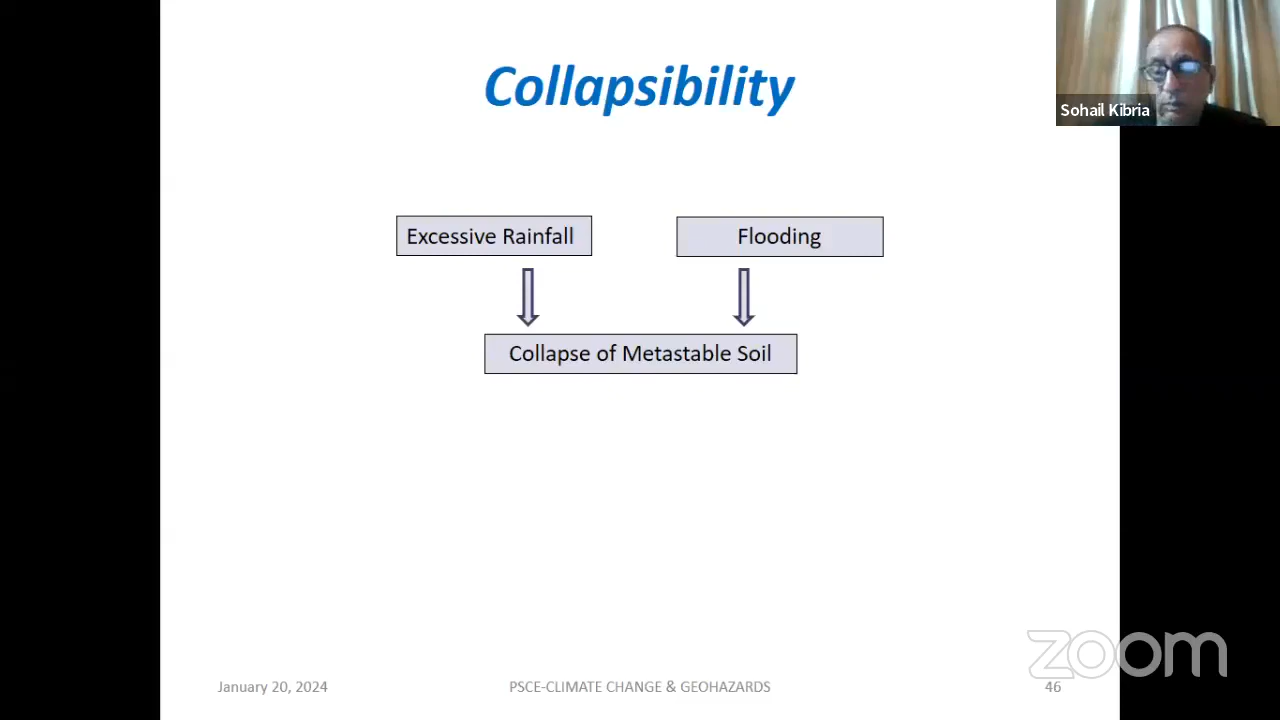 Collapsibility
Sohail Kibria
Excessive Rainfall
Flooding
Collapse of Metastable Soil
zoom
January 20, 2024
PSCE-CLIMATE CHANGE & GEOHAZARDS
46